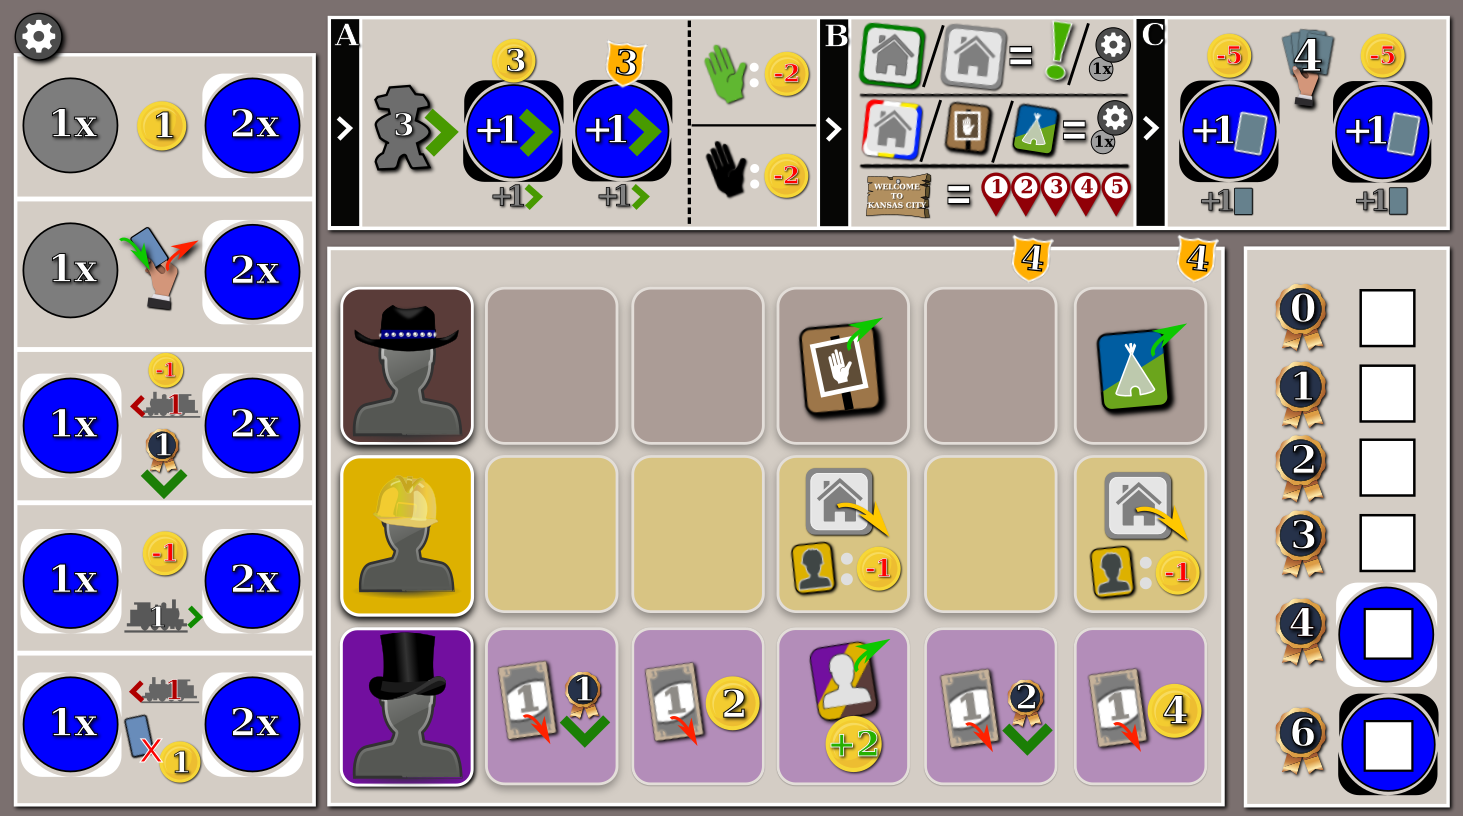 1x 1 2x
1x 2x
1x -1 1 1 2x
1x -1 1 2x
1x 1 1 2x
A
3
3 +1 +1
3 +1 +1
-2
-2
B
= / 1x
= 1x
WELCOME
TO
KANSAS CITY
= 1 2 3 4 5
C
-5 +1 +1
4
-5 +1 +1
4
4
-1
-1
1 1
1 2
+2
1 2
1 4
0
1
2
3
4
6